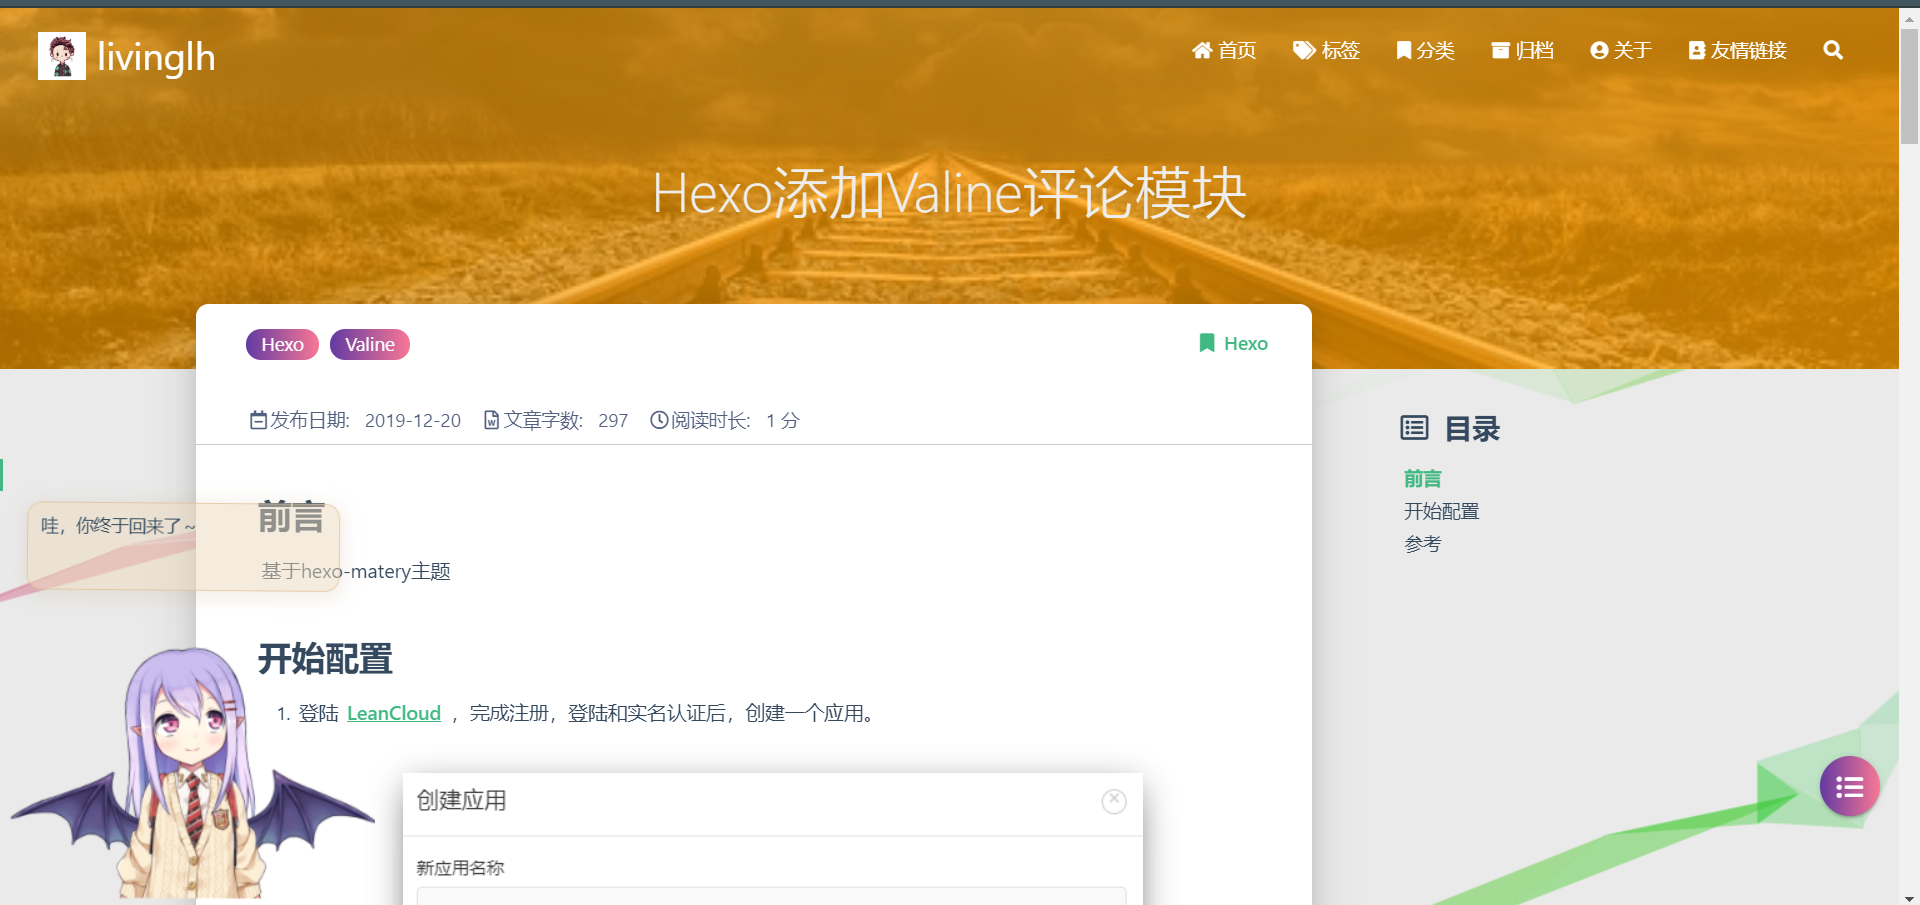 livinglh
首页 标签 分类 归档 关于 友情链接
Hexo添加Valine评论模块
Hexo Valine
Hexo
发布日期: 2019-12-20 文章字数: 297 阅读时长: 1 分
目录
前言
开始配置
参考
哇，你终于回来了～
前言
基于hexo-matery主题
开始配置
1. 登陆 LeanCloud ，完成注册，登陆和实名认证后，创建一个应用。
创建应用
新应用名称